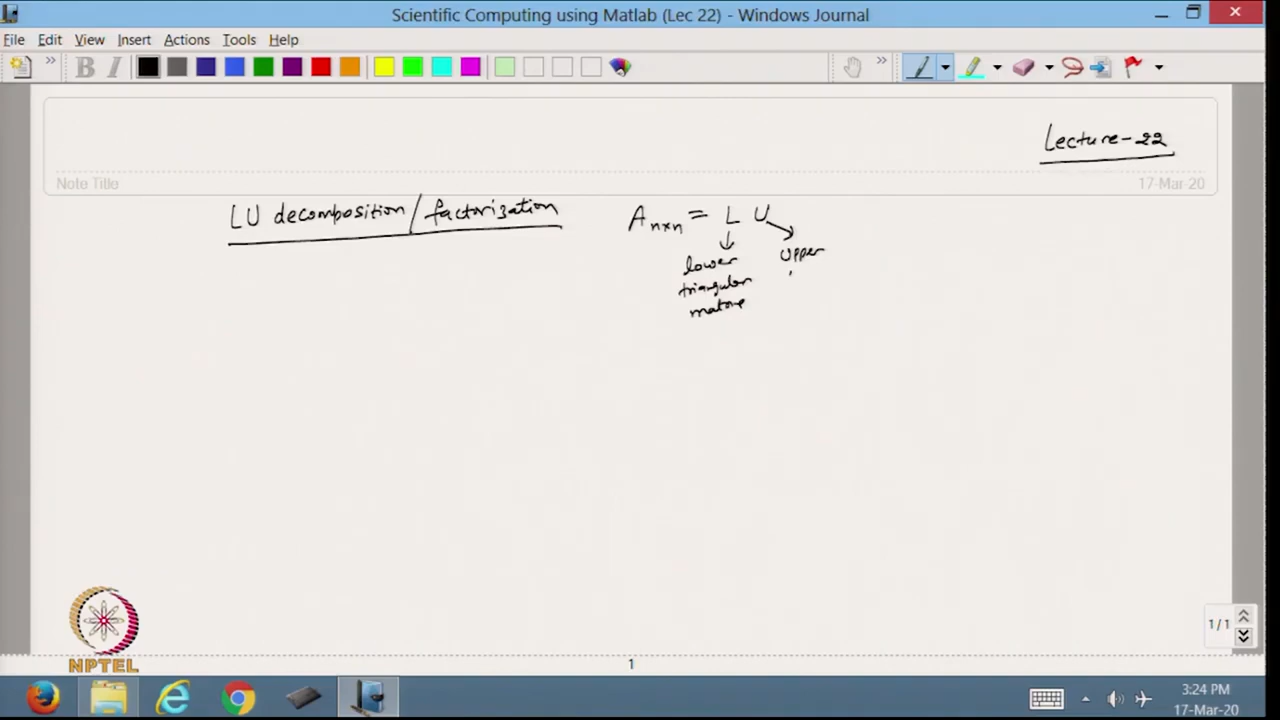 Scientific Computing using Matlab (Lec 22) - Windows Journal
File Edit View Insert Actions Tools Help
Lecture-22
Note Title
17-Mar-20
LU decomposition/factorization A n×n = L U
lower upper
triangular
matrix
1/1
NPTEL
1
3:24 PM
17-Mar-20